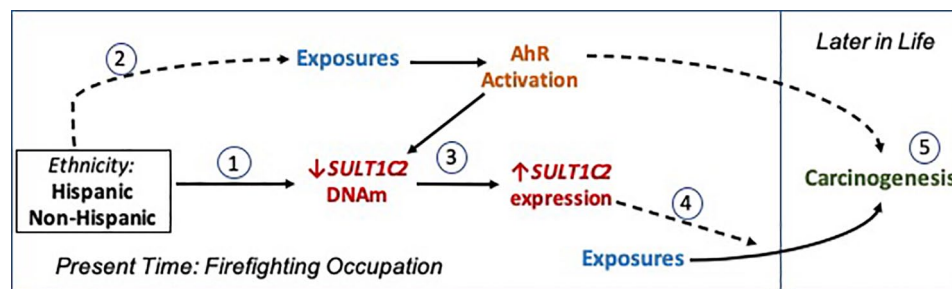 2
Exposures
AhR
Activation
Later in Life
Ethnicity:
Hispanic
Non-Hispanic
1
↓SULT1C2
DNAm
3
↑SULT1C2
expression
4
5
Carcinogenesis
Exposures
Present Time: Firefighting Occupation